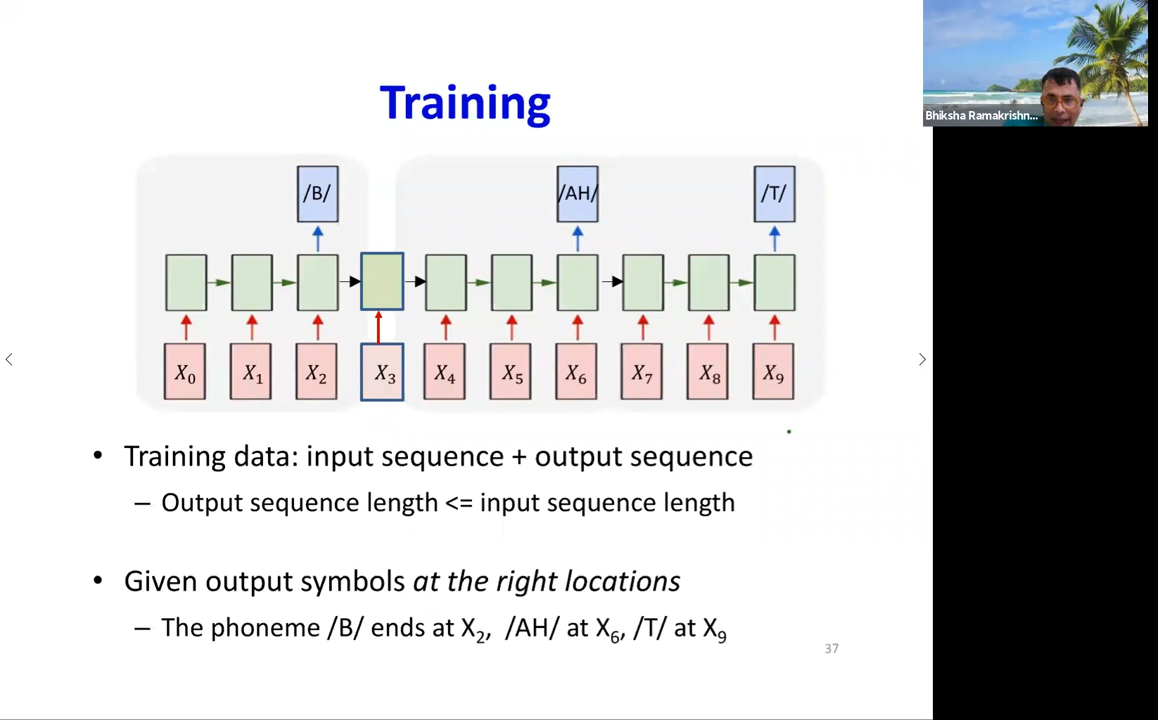 Training
Bhiksha Ramakrishn...
/B/ /AH/ /T/
X₀ X₁ X₂ X₃ X₄ X₅ X₆ X₇ X₈ X₉
• Training data: input sequence + output sequence
– Output sequence length <= input sequence length
• Given output symbols at the right locations
– The phoneme /B/ ends at X₂, /AH/ at X₆, /T/ at X₉
37